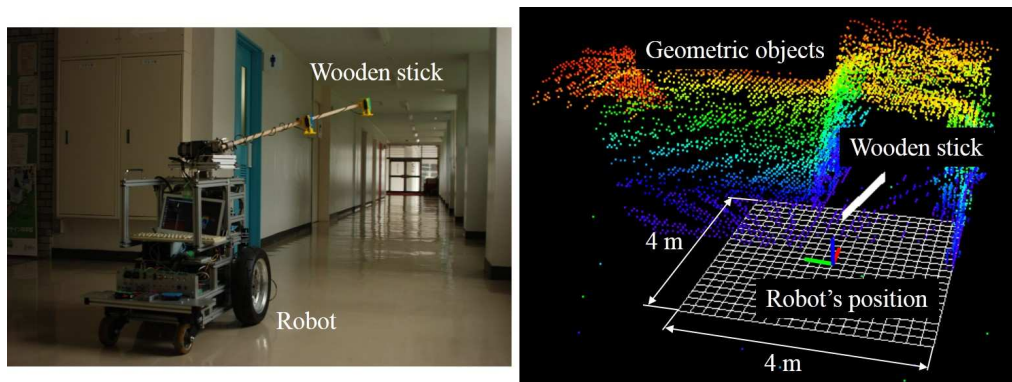 Wooden stick
Robot
Geometric objects
Wooden stick
4 m
Robot's position
4 m